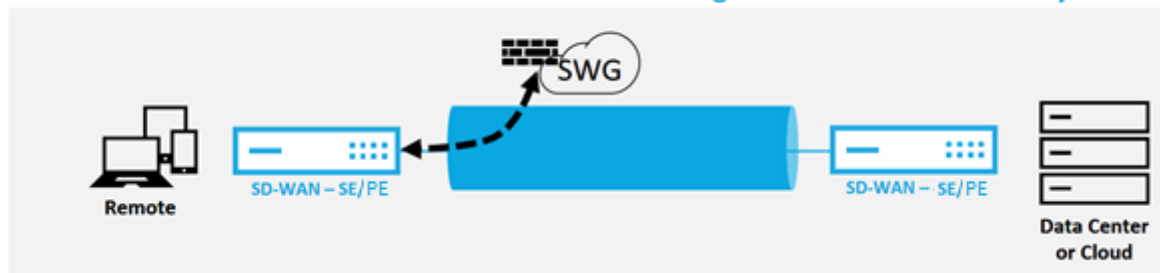 SWG
SD-WAN – SE/PE
SD-WAN – SE/PE
Remote
Data Center
or Cloud